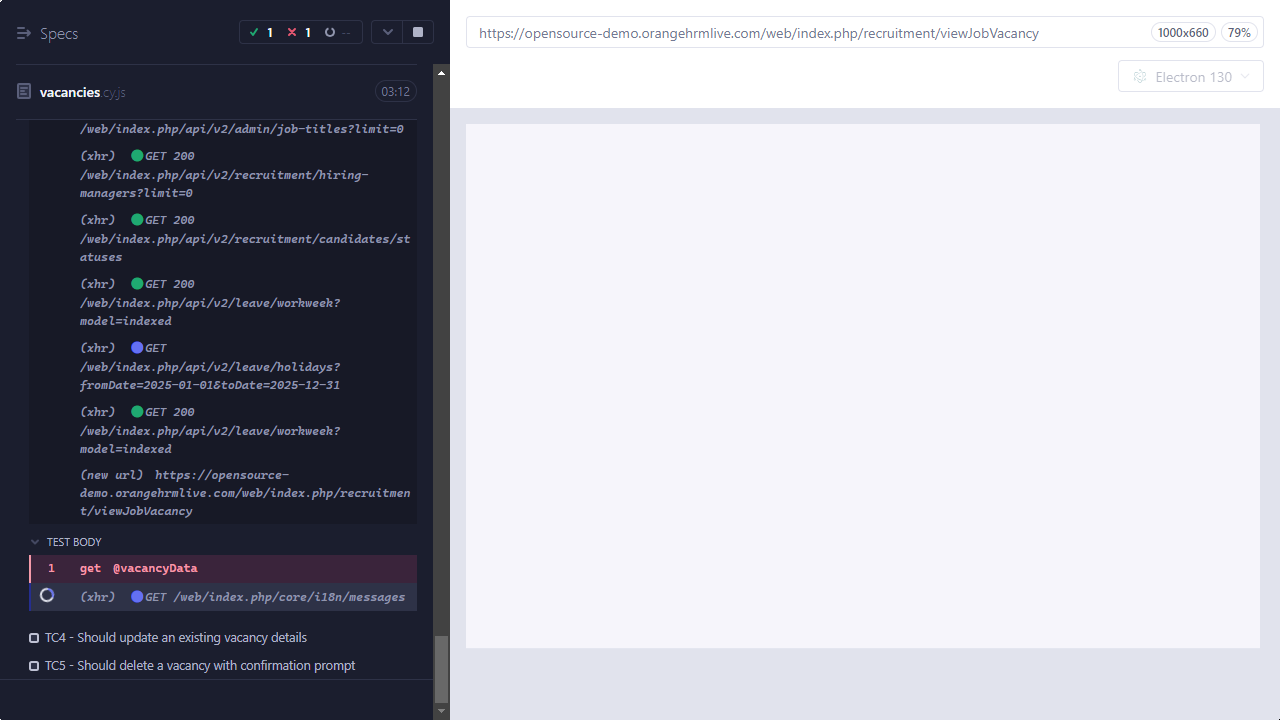 Specs
1 1 --
https://opensource-demo.orangehrmlive.com/web/index.php/recruitment/viewJobVacancy
1000x660 79%
Electron 130
vacancies.cy.js 03:12
/web/index.php/api/v2/admin/job-titles?limit=0
(xhr) GET 200
/web/index.php/api/v2/recruitment/hiring-
managers?limit=0
(xhr) GET 200
/web/index.php/api/v2/recruitment/candidates/st
atuses
(xhr) GET 200
/web/index.php/api/v2/leave/workweek?
model=indexed
(xhr) GET
/web/index.php/api/v2/leave/holidays?
fromDate=2025-01-01&toDate=2025-12-31
(xhr) GET 200
/web/index.php/api/v2/leave/workweek?
model=indexed
(new url) https://opensource-
demo.orangehrmlive.com/web/index.php/recruitmen
t/viewJobVacancy
TEST BODY
1 get @vacancyData
(xhr) GET /web/index.php/core/i18n/messages
TC4 - Should update an existing vacancy details
TC5 - Should delete a vacancy with confirmation prompt